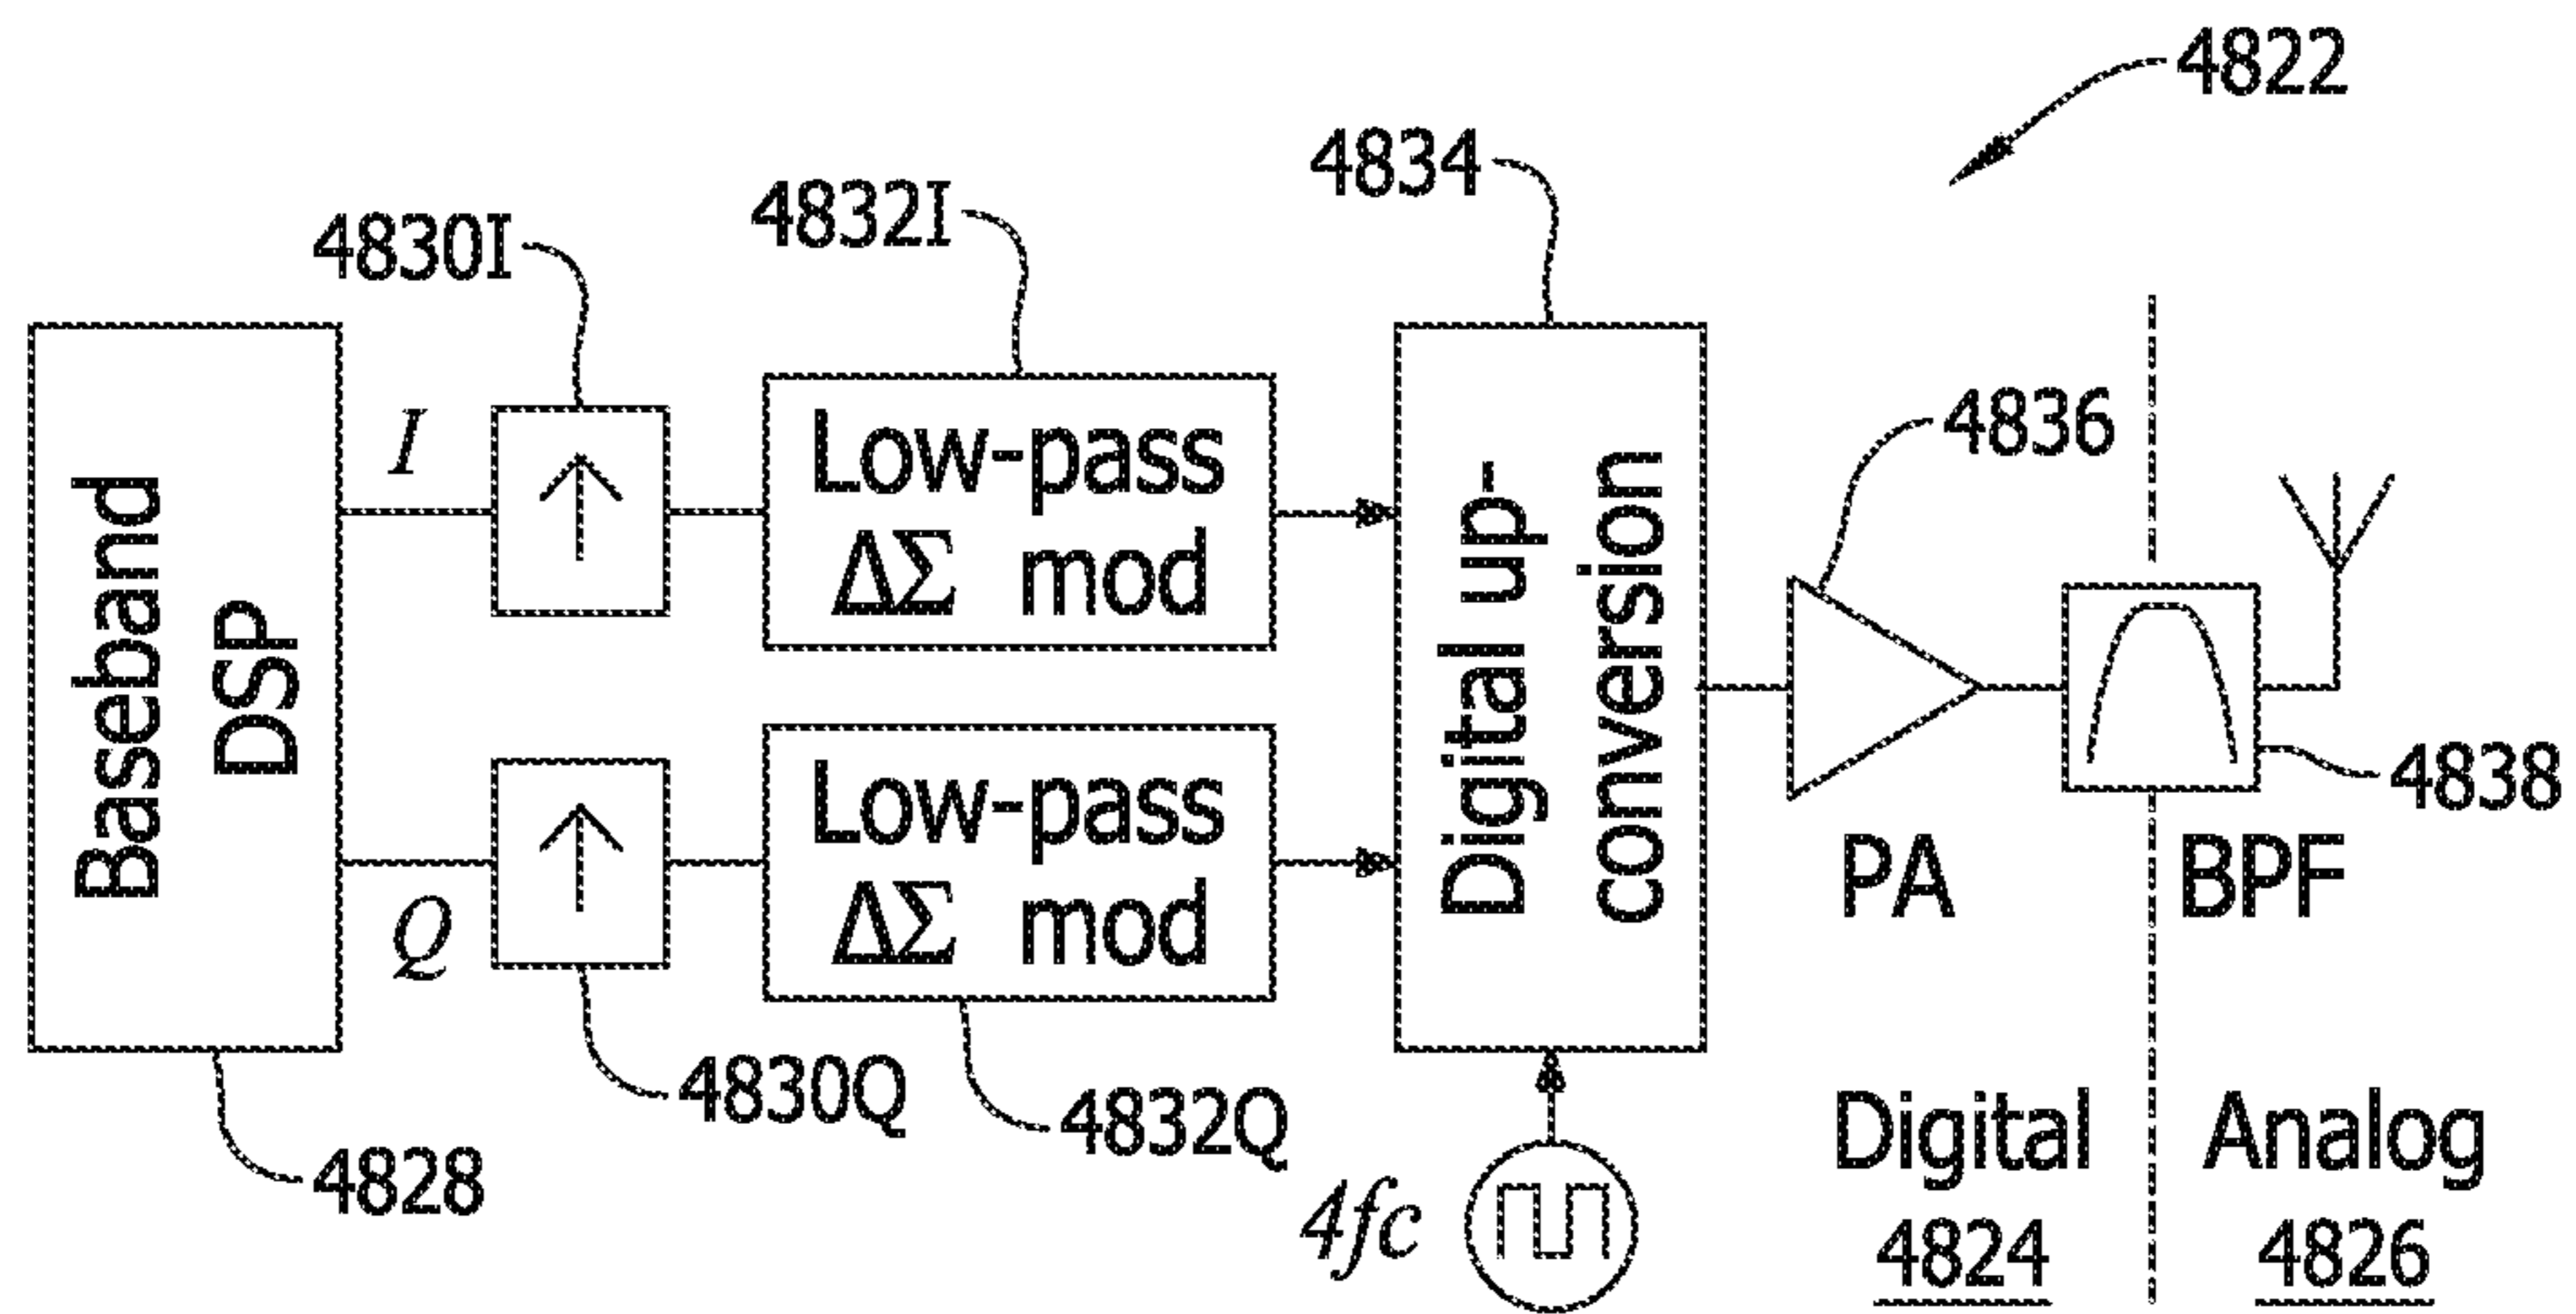 4822
4834
4832I
4830I
4836
I
Low-pass
ΔΣ mod
Baseband
DSP
Digital up-
conversion
4838
Low-pass
ΔΣ mod
PA
BPF
Q
4830Q
4832Q
4828
4fc
Digital
4824
Analog
4826